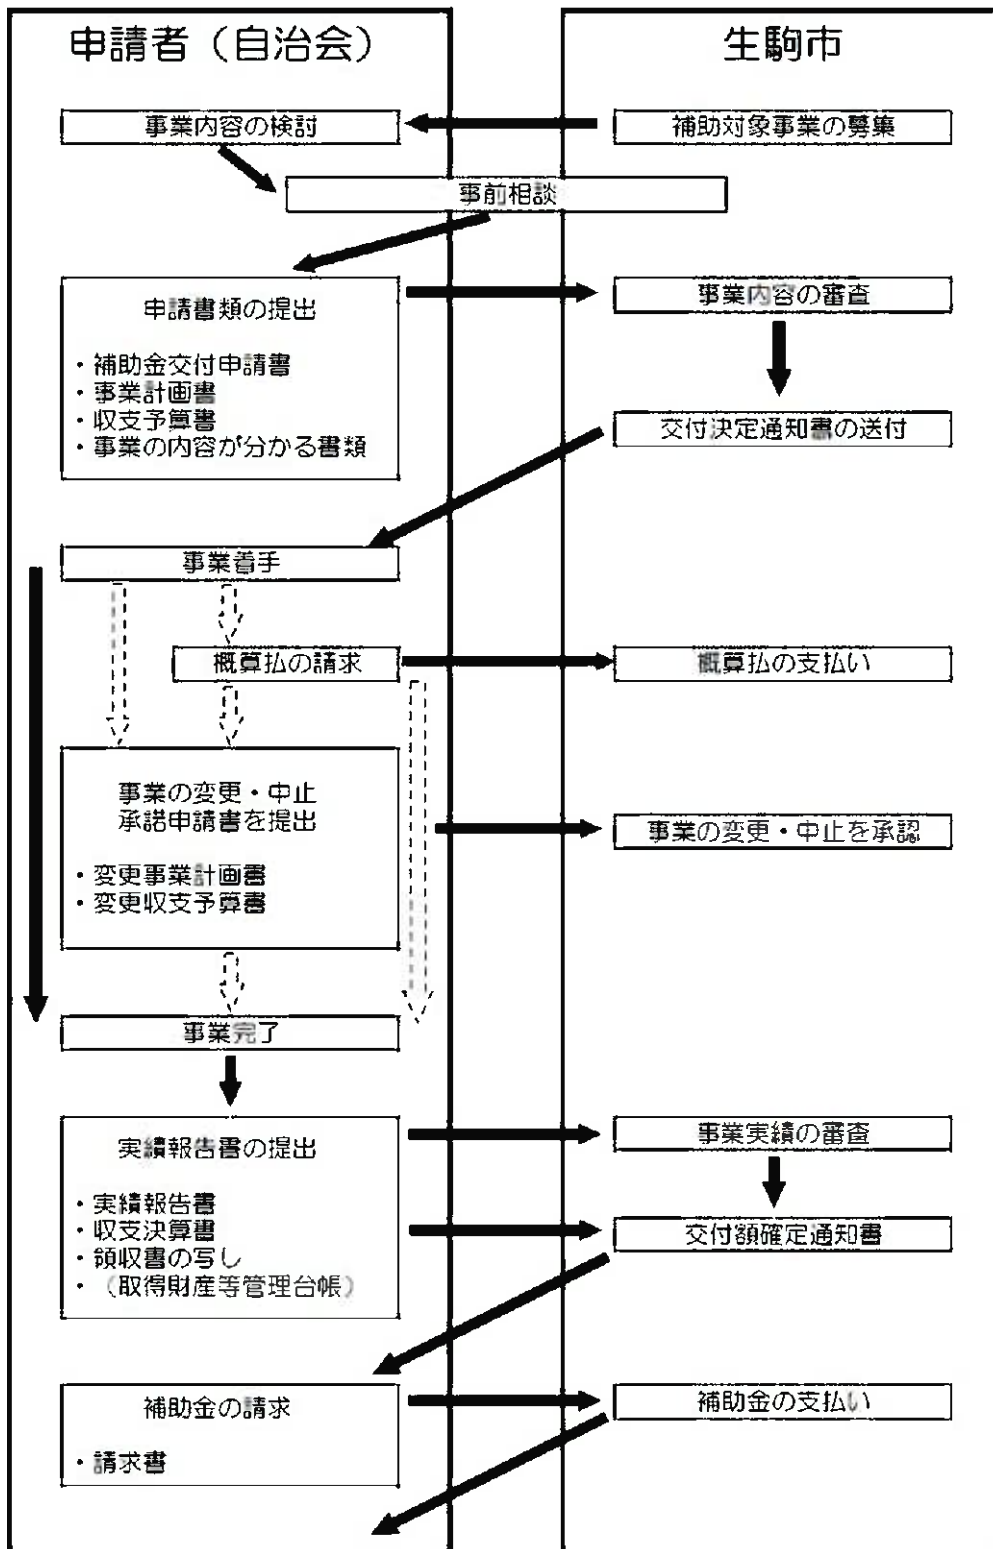 申請者（自治会）
生駒市
事業内容の検討
補助対象事業の募集
事前相談
申請書類の提出
・補助金交付申請書
・事業計画書
・収支予算書
・事業の内容が分かる書類
事業内容の審査
交付決定通知書の送付
事業着手
概算払の請求
概算払の支払い
事業の変更・中止
承諾申請書を提出
・変更事業計画書
・変更収支予算書
事業の変更・中止を承認
事業完了
実績報告書の提出
・実績報告書
・収支決算書
・領収書の写し
・（取得財産等管理台帳）
事業実績の審査
交付額確定通知書
補助金の請求
・請求書
補助金の支払い